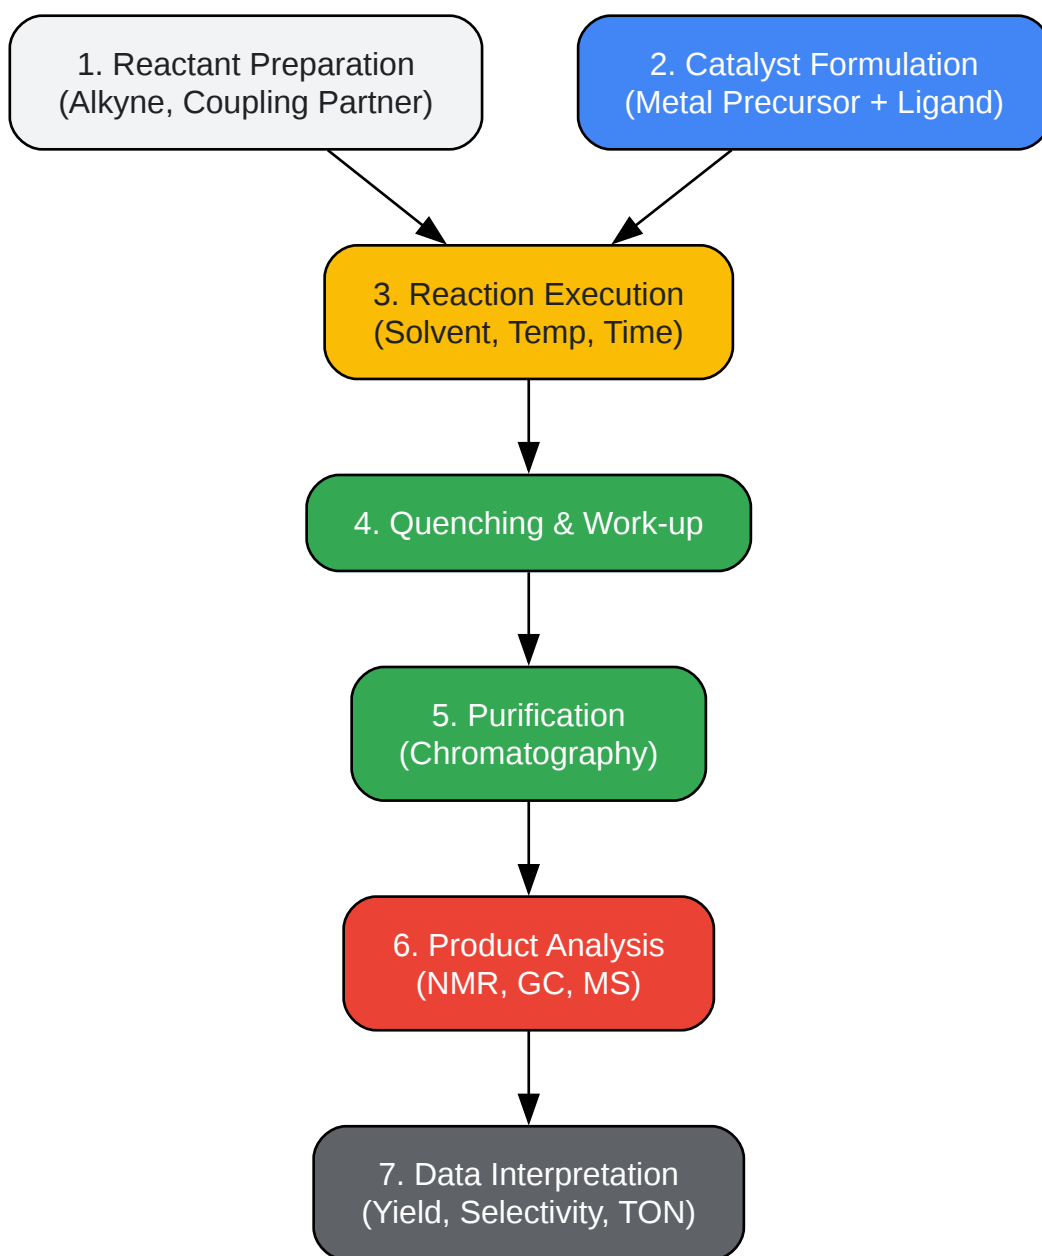 1. Reactant Preparation
(Alkyne, Coupling Partner)
2. Catalyst Formulation
(Metal Precursor + Ligand)
3. Reaction Execution
(Solvent, Temp, Time)
4. Quenching & Work-up
5. Purification
(Chromatography)
6. Product Analysis
(NMR, GC, MS)
7. Data Interpretation
(Yield, Selectivity, TON)